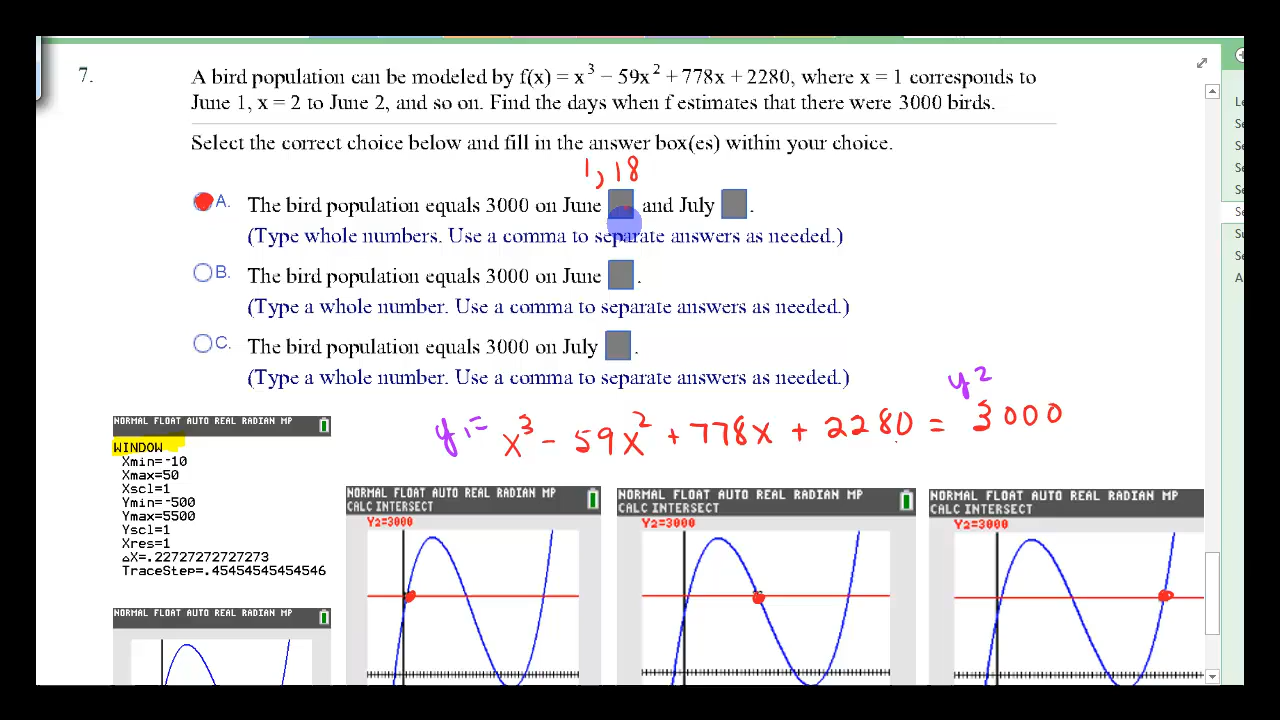 7.
A bird population can be modeled by f(x) = x³ − 59x² + 778x + 2280, where x = 1 corresponds to
June 1, x = 2 to June 2, and so on. Find the days when f estimates that there were 3000 birds.
Select the correct choice below and fill in the answer box(es) within your choice.
1, 18
A. The bird population equals 3000 on June and July .
(Type whole numbers. Use a comma to separate answers as needed.)
B. The bird population equals 3000 on June .
(Type a whole number. Use a comma to separate answers as needed.)
C. The bird population equals 3000 on July .
(Type a whole number. Use a comma to separate answers as needed.)
y2
y1= x³ − 59x² + 778x + 2280 = 3000
NORMAL FLOAT AUTO REAL RADIAN MP
WINDOW
Xmin=-10
Xmax=50
Xscl=1
Ymin=-500
Ymax=5500
Yscl=1
Xres=1
△X=.22727272727273
TraceStep=.45454545454546
NORMAL FLOAT AUTO REAL RADIAN MP
CALC INTERSECT
Y2=3000
NORMAL FLOAT AUTO REAL RADIAN MP
CALC INTERSECT
Y2=3000
NORMAL FLOAT AUTO REAL RADIAN MP
CALC INTERSECT
Y2=3000
NORMAL FLOAT AUTO REAL RADIAN MP
Le
Se
Se
Se
Se
Se
Su
Se
A